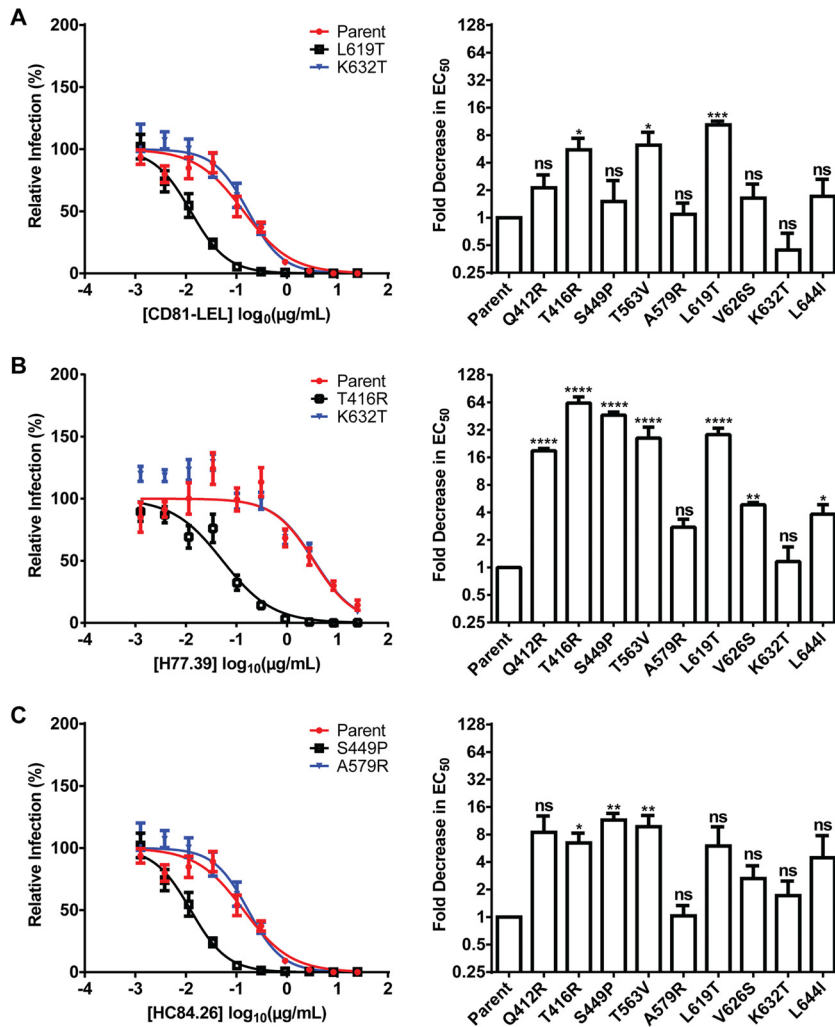 A
Relative Infection (%)
200
150
100
50
0
-4 -3 -2 -1 0 1 2
[CD81-LEL] log10(µg/mL)
Parent
L619T
K632T
Fold Decrease in EC50
128
64
32
16
8
4
2
1
0.5
0.25
ns * ns * ns *** ns ns ns
Parent Q412R T416R S449P T563V A579R L619T V626S K632T L644I
B
Relative Infection (%)
200
150
100
50
0
-4 -3 -2 -1 0 1 2
[H77.39] log10(µg/mL)
Parent
T416R
K632T
Fold Decrease in EC50
128
64
32
16
8
4
2
1
0.5
0.25
**** **** **** **** ns **** ** ns *
Parent Q412R T416R S449P T563V A579R L619T V626S K632T L644I
C
Relative Infection (%)
200
150
100
50
0
-4 -3 -2 -1 0 1 2
[HC84.26] log10(µg/mL)
Parent
S449P
A579R
Fold Decrease in EC50
128
64
32
16
8
4
2
1
0.5
0.25
ns * ** ** ns ns ns ns ns
Parent Q412R T416R S449P T563V A579R L619T V626S K632T L644I